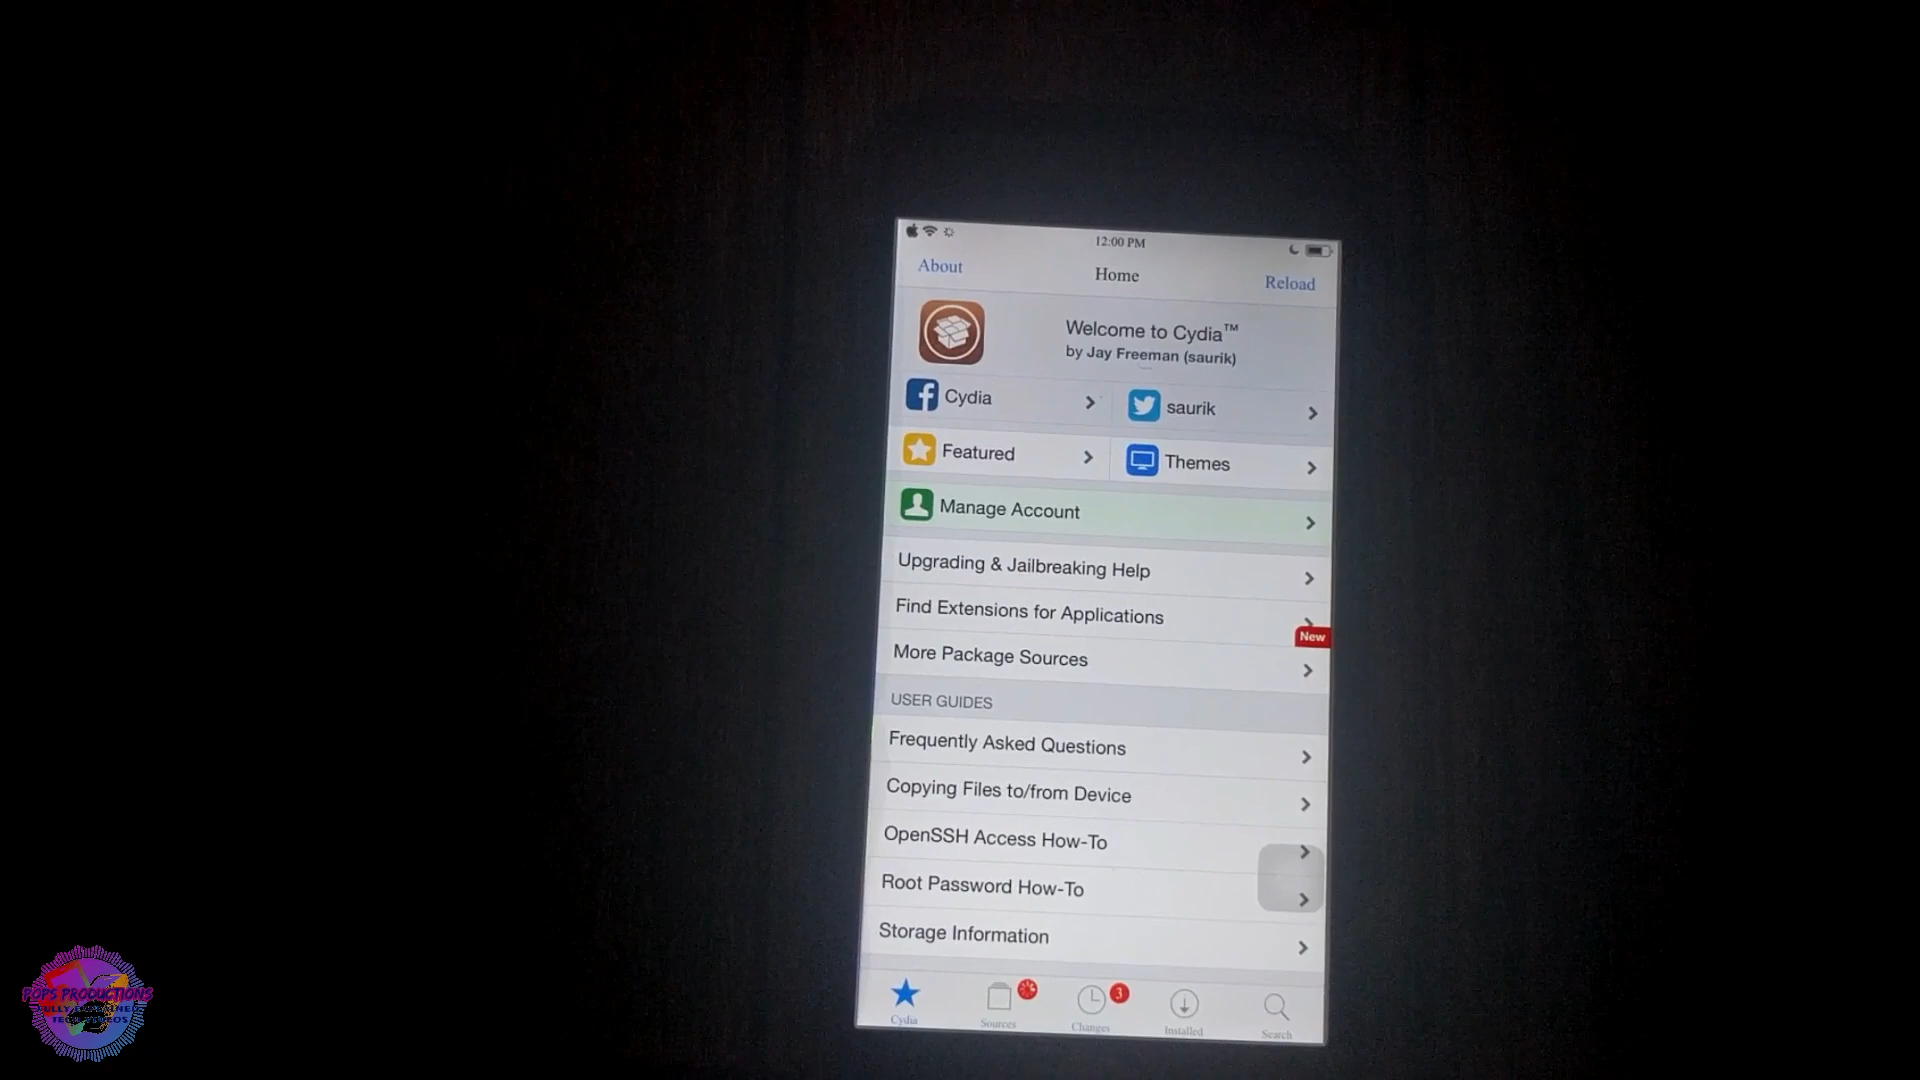 12:00 PM
About
Home
Reload
Welcome to Cydia™
by Jay Freeman (saurik)
Cydia
saurik
Featured
Themes
Manage Account
Upgrading & Jailbreaking Help
Find Extensions for Applications
New
More Package Sources
USER GUIDES
Frequently Asked Questions
Copying Files to/from Device
OpenSSH Access How-To
Root Password How-To
Storage Information
3
Cydia
Sources
Changes
Installed
Search
POPS PRODUCTIONS